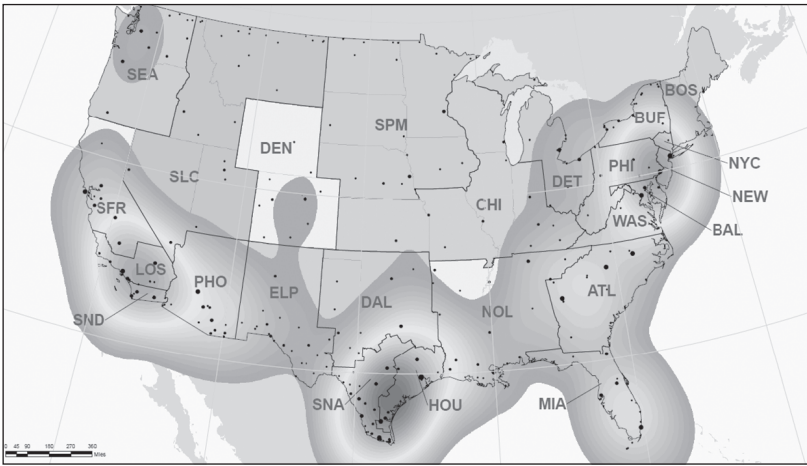 SEA
BOS
BUF
SPM
DEN
PHI
NYC
SLC
DET
NEW
CHI
SFR
WAS
BAL
LOS
PHO
ELP
DAL
NOL
ATL
SND
SNA
HOU
MIA
0 45 90 180 270 360
Miles